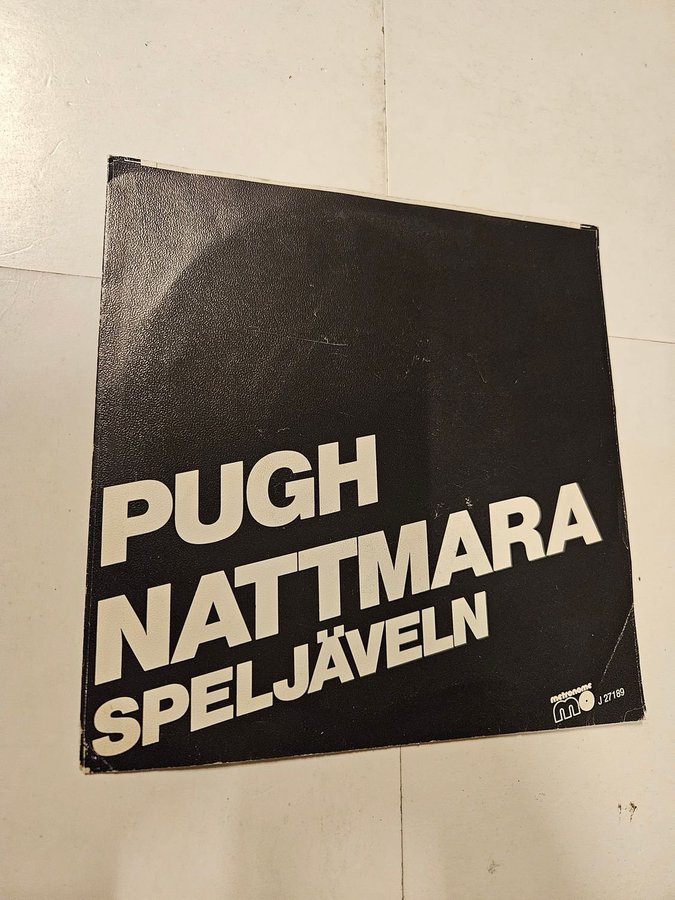 PUGH
NATTMARA
SPELJÄVELN
metronome
J 27189